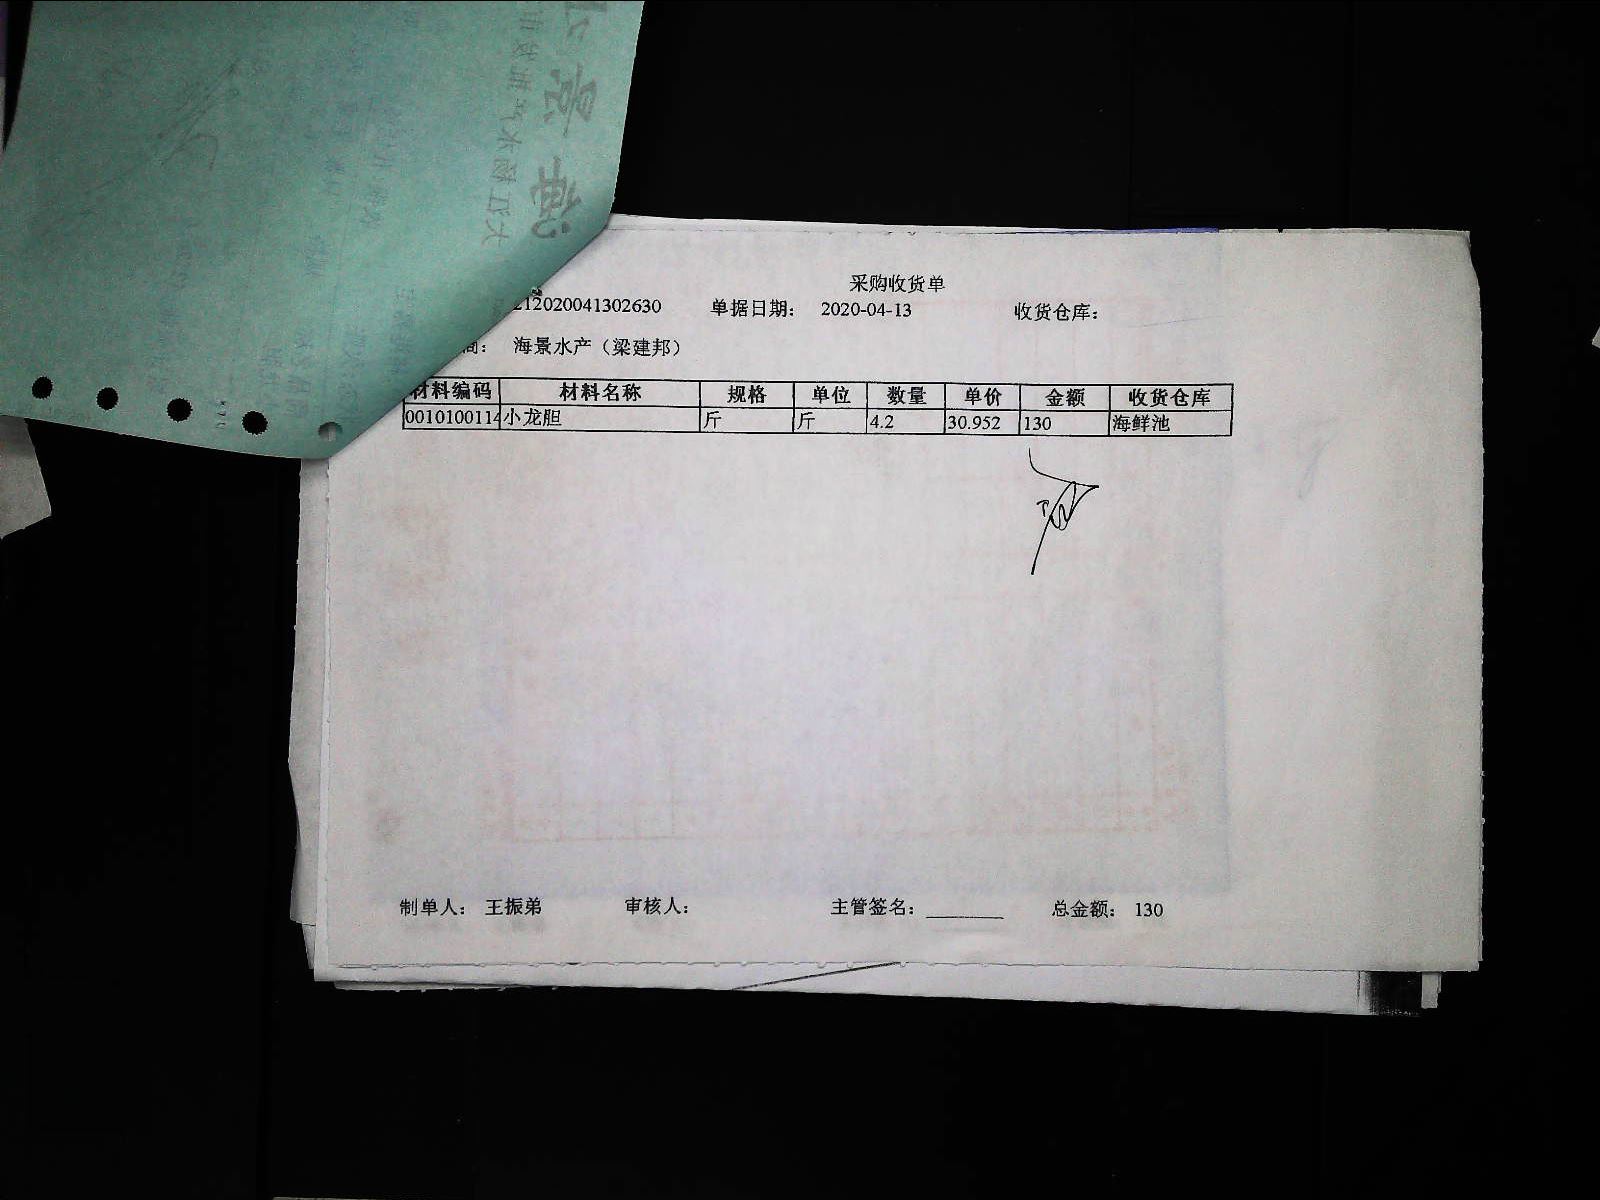 采购收货单
212020041302630 单据日期： 2020-04-13 收货仓库：
商： 海景水产（梁建邦）
材料编码 材料名称 规格 单位 数量 单价 金额 收货仓库
0010100114 小龙胆 斤 斤 4.2 30.952 130 海鲜池
制单人： 王振弟 审核人： 主管签名： 总金额： 130